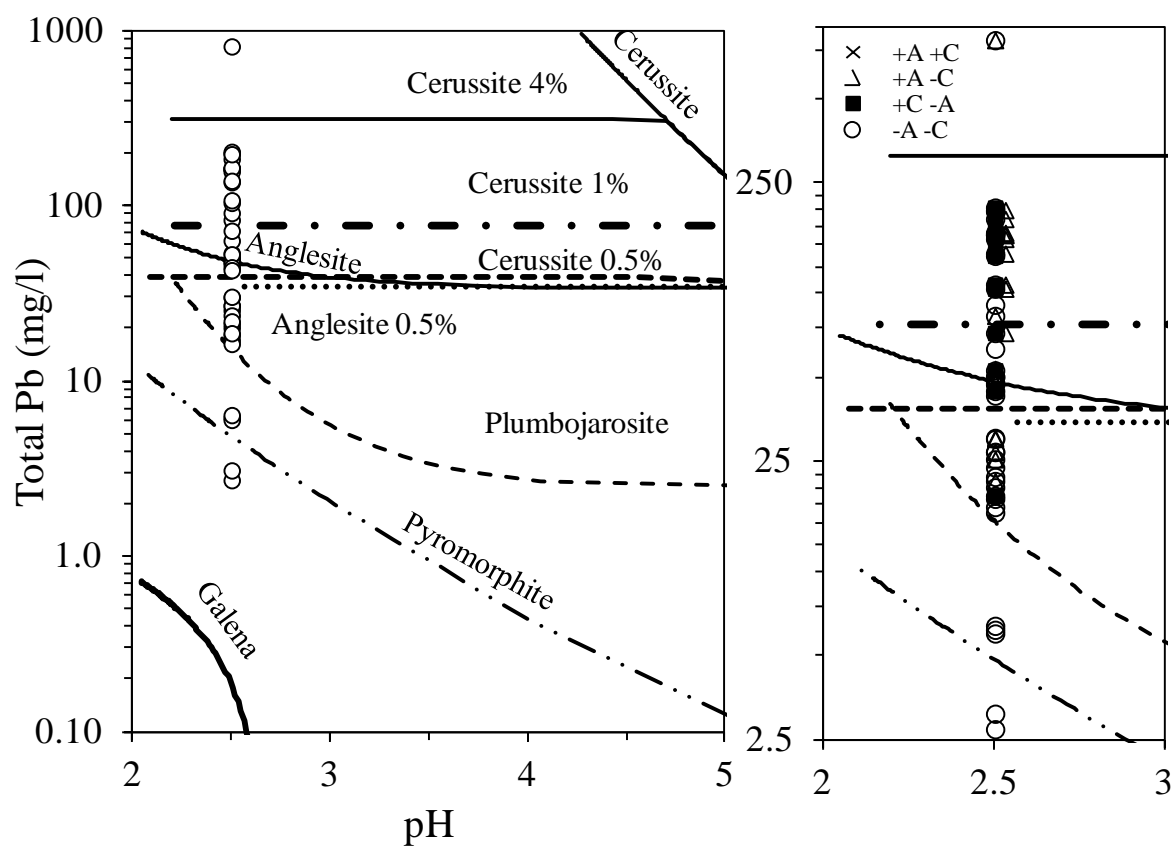 1000
100
10
1.0
0.10
Total Pb (mg/l)
Cerussite
Cerussite 4%
Cerussite 1%
Anglesite
Cerussite 0.5%
Anglesite 0.5%
Plumbojarosite
Pyromorphite
Galena
2 3 4 5
pH
+A +C
+A -C
+C -A
-A -C
250
25
2.5
2 2.5 3